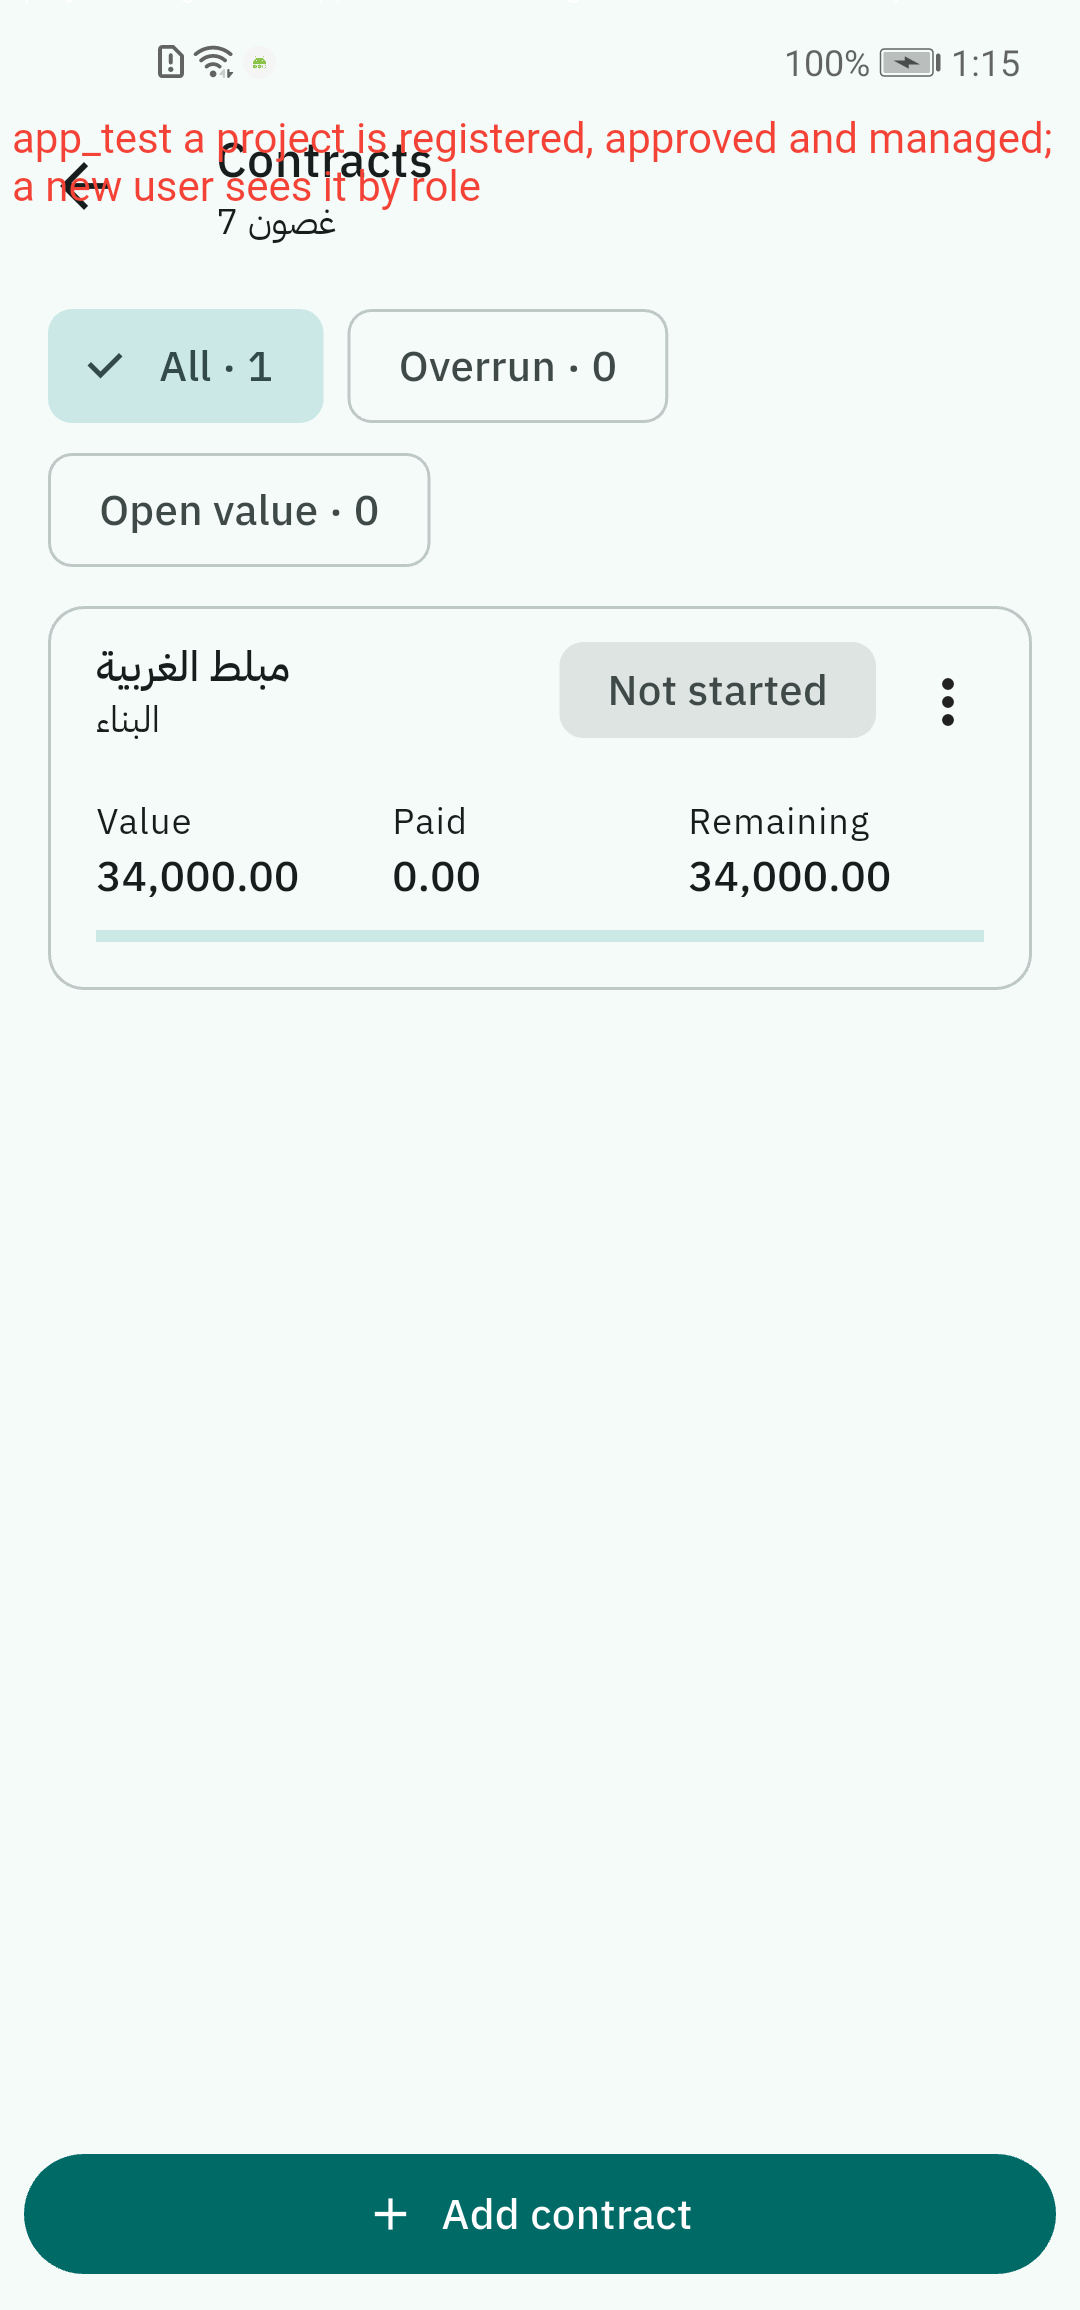 100% 1:15
app_test a project is registered, approved and managed;
a new user sees it by role
Contracts
غصون 7
All · 1
Overrun · 0
Open value · 0
مبلط الغربية
البناء
Not started
Value Paid Remaining
34,000.00 0.00 34,000.00
Add contract